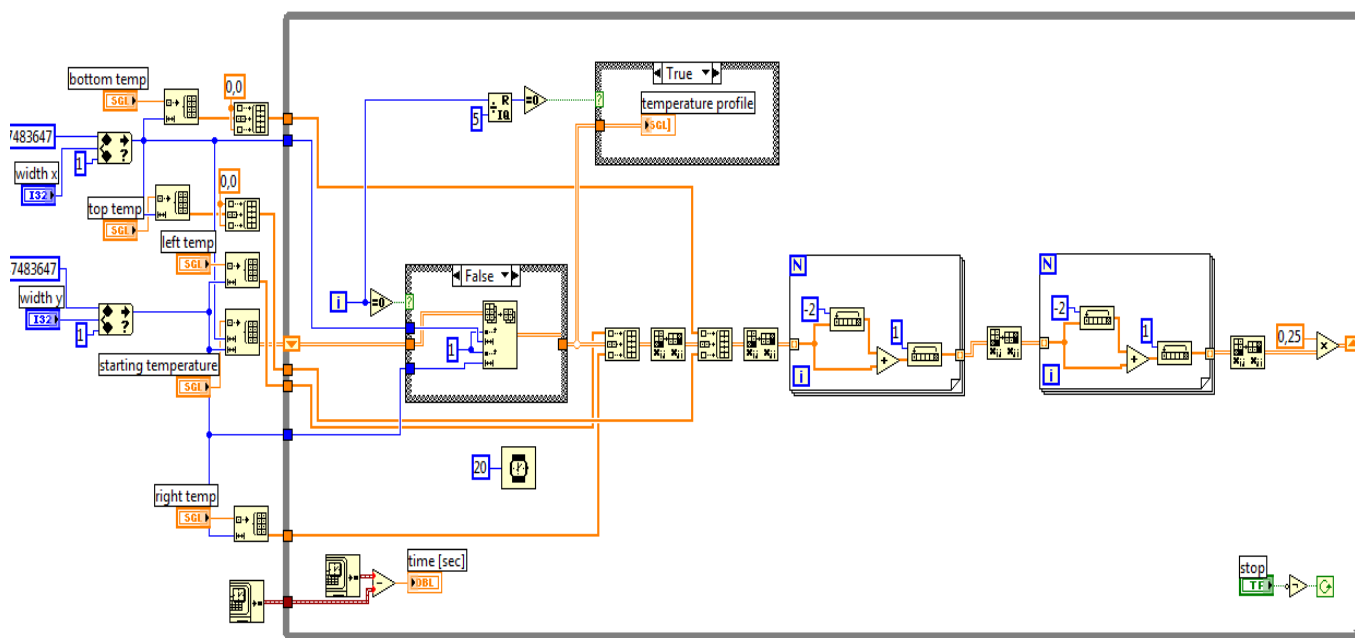 bottom temp
SGL
0,0
7483647
1
width x
I32
top temp
SGL
0,0
left temp
SGL
7483647
width y
I32
1
starting temperature
SGL
right temp
SGL
True
temperature profile
SGL
5
R
IQ
=0
?
i
=0
?
False
1
20
time [sec]
DBL
N
-2
1
i
N
-2
1
i
0,25
stop
TF